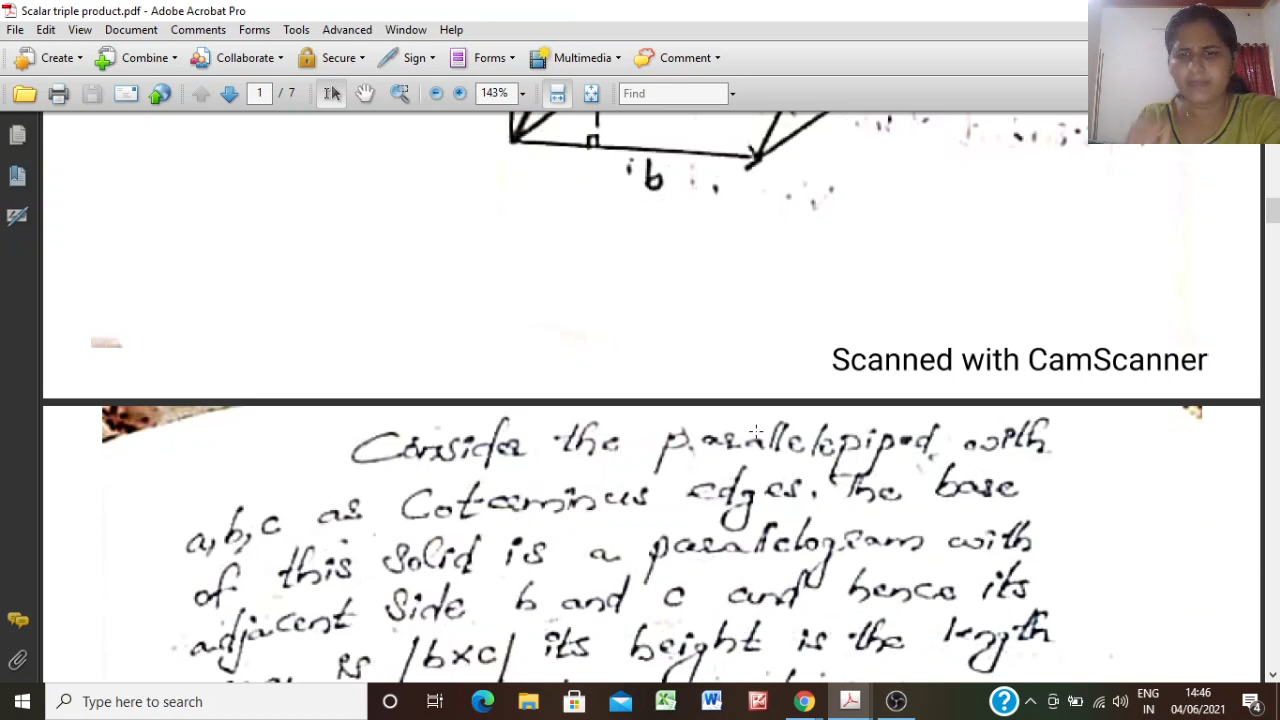 Scalar triple product.pdf - Adobe Acrobat Pro
File Edit View Document Comments Forms Tools Advanced Window Help
Create Combine Collaborate Secure Sign Forms Multimedia Comment
1 / 7 143% Find
b
Scanned with CamScanner
Consider the parallelepiped with
a, b, c as Coterminus edges. The base
of this solid is a parallelogram with
adjacent side b and c and hence its
is |b×c| its height is the length
Type here to search
ENG 14:46
IN 04/06/2021
4